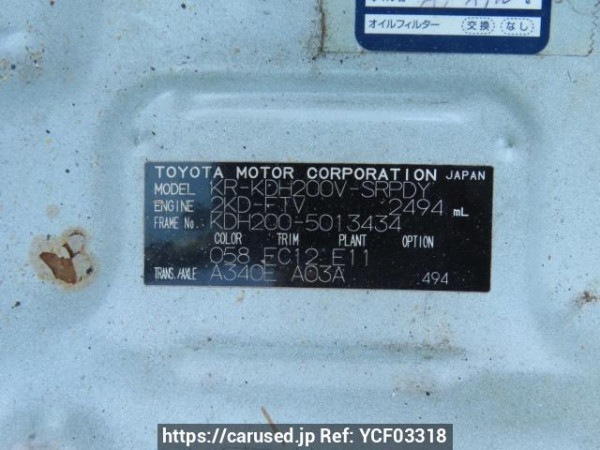 オイルフィルター 交換 なし
TOYOTA MOTOR CORPORATION JAPAN
MODEL KR-KDH200V-SRPDY
ENGINE 2KD-FTV 2494 mL
FRAME No. KDH200-5013434
COLOR TRIM PLANT OPTION
058 FC12 E11
TRANS./AXLE A340E A03A .494
https://carused.jp Ref: YCF03318